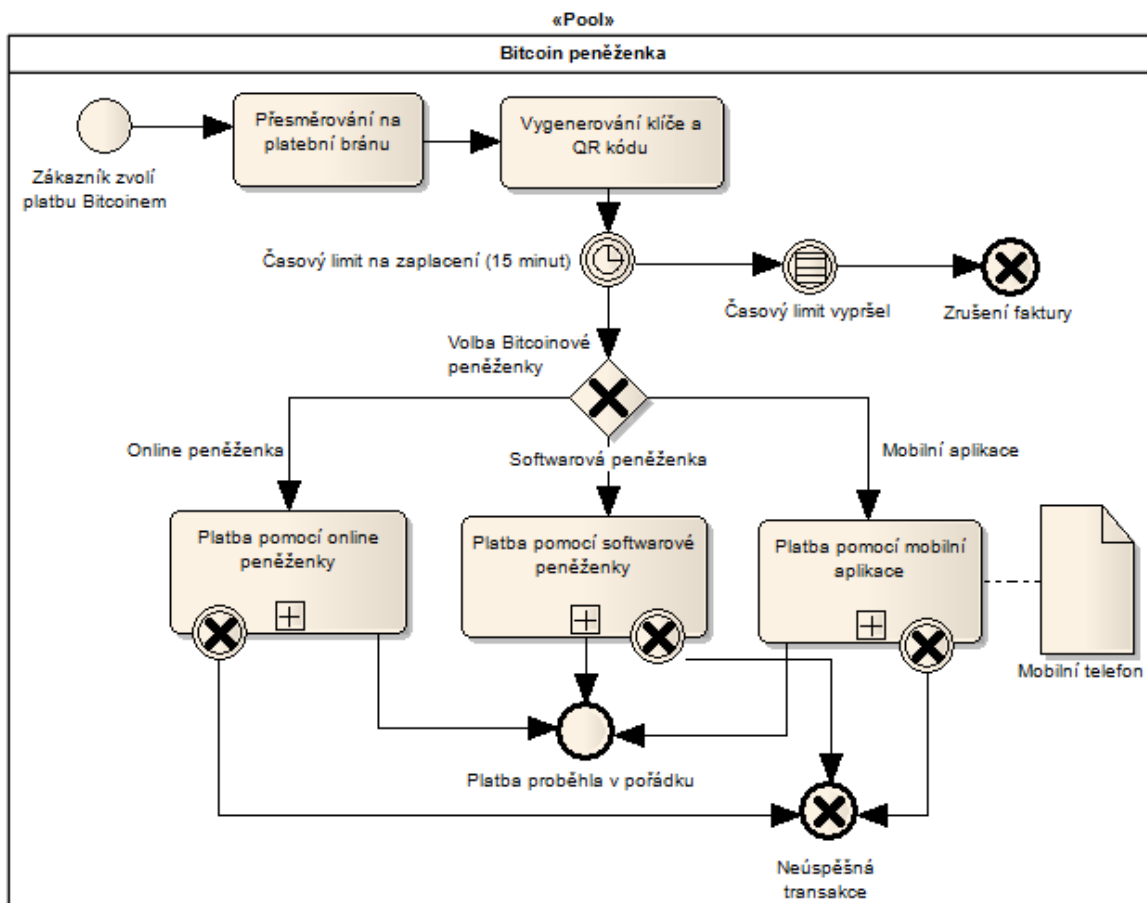 «Pool»
Bitcoin peněženka
Přesměrování na
platební bránu
Vygenerování klíče a
QR kódu
Zákazník zvolí
platbu Bitcoinem
Časový limit na zaplacení (15 minut)
Časový limit vypršel
Zrušení faktury
Volba Bitcoinové
peněženky
Online peněženka
Softwarová peněženka
Mobilní aplikace
Platba pomocí online
peněženky
Platba pomocí softwarové
peněženky
Platba pomocí mobilní
aplikace
Mobilní telefon
Platba proběhla v pořádku
Neúspěšná
transakce